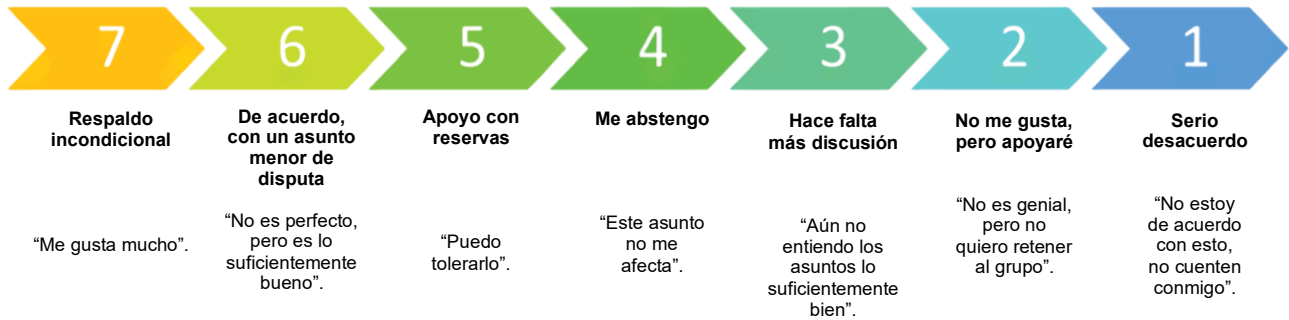 7
6
5
4
3
2
1
Respaldo
incondicional
De acuerdo,
con un asunto
menor de
disputa
Apoyo con
reservas
Me abstengo
Hace falta
más discusión
No me gusta,
pero apoyaré
Serio
desacuerdo
“Me gusta mucho”.
“No es perfecto,
pero es lo
suficientemente
bueno”.
“Puedo
tolerarlo”.
“Este asunto
no me
afecta”.
“Aún no
entiendo los
asuntos lo
suficientemente
bien”.
“No es genial,
pero no
quiero retener
al grupo”.
“No estoy
de acuerdo
con esto,
no cuenten
conmigo”.